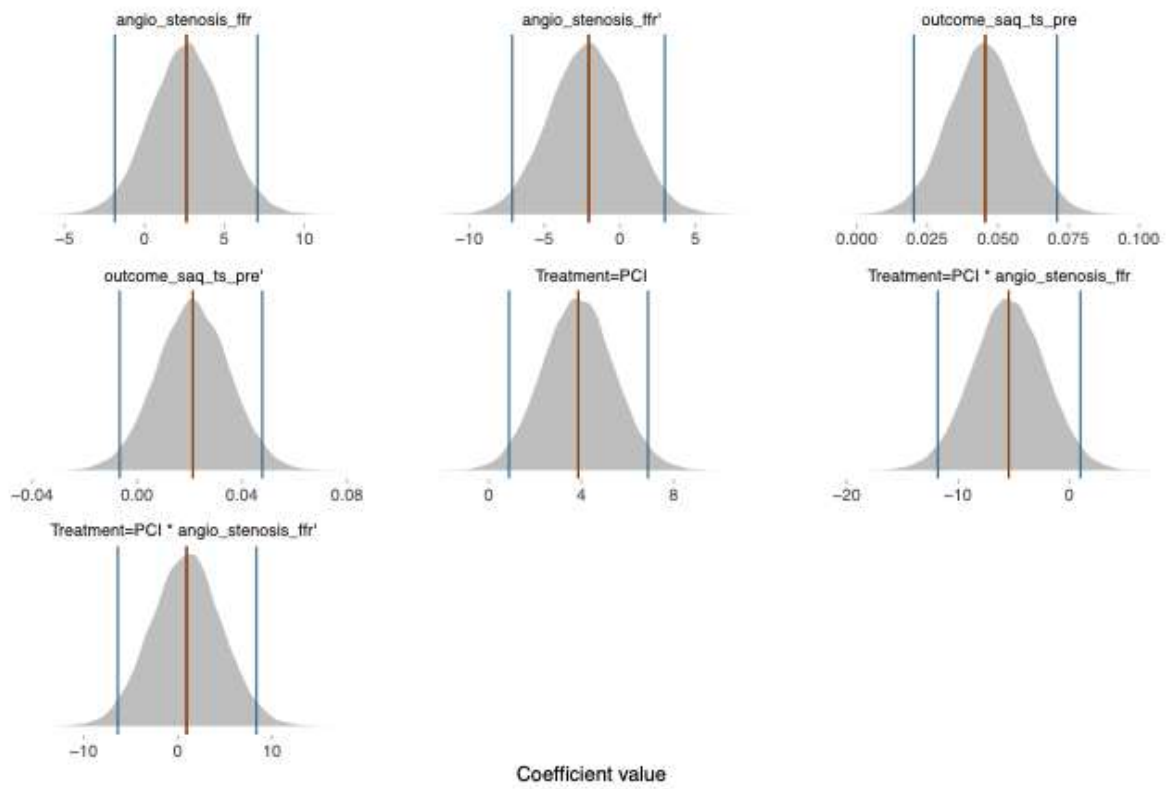 angio_stenosis_ffr angio_stenosis_ffr' outcome_saq_ts_pre
−5 0 5 10 −10 −5 0 5 0.000 0.025 0.050 0.075 0.100
outcome_saq_ts_pre' Treatment=PCI Treatment=PCI * angio_stenosis_ffr
−0.04 0.00 0.04 0.08 0 4 8 −20 −10 0
Treatment=PCI * angio_stenosis_ffr'
−10 0 10
Coefficient value